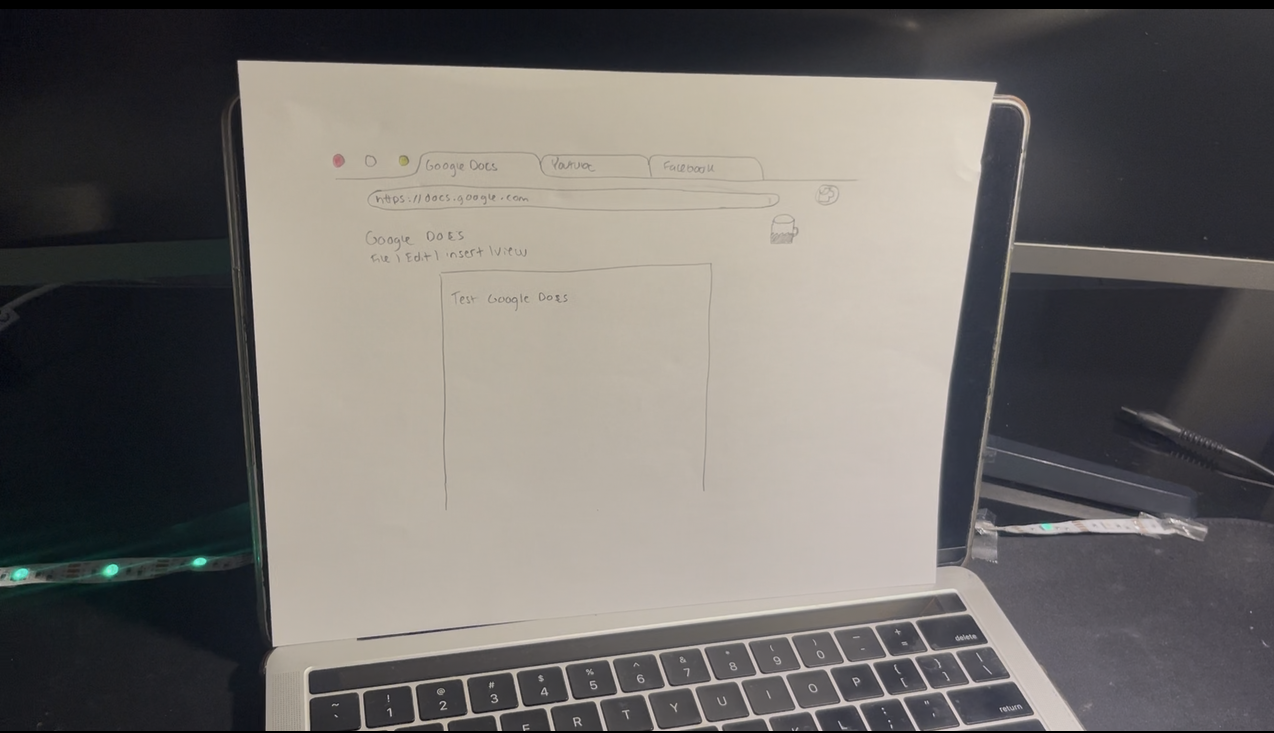 Google Docs Youtube Facebook
https://docs.google.com
Google Docs
File | Edit | insert | View
Test Google Docs
delete
~ ` ! 1 @ 2 # 3 $ 4 % 5 ^ 6 & 7 * 8 ( 9 ) 0 _ - + =
R T Y U I O P { [ } ] | \
return